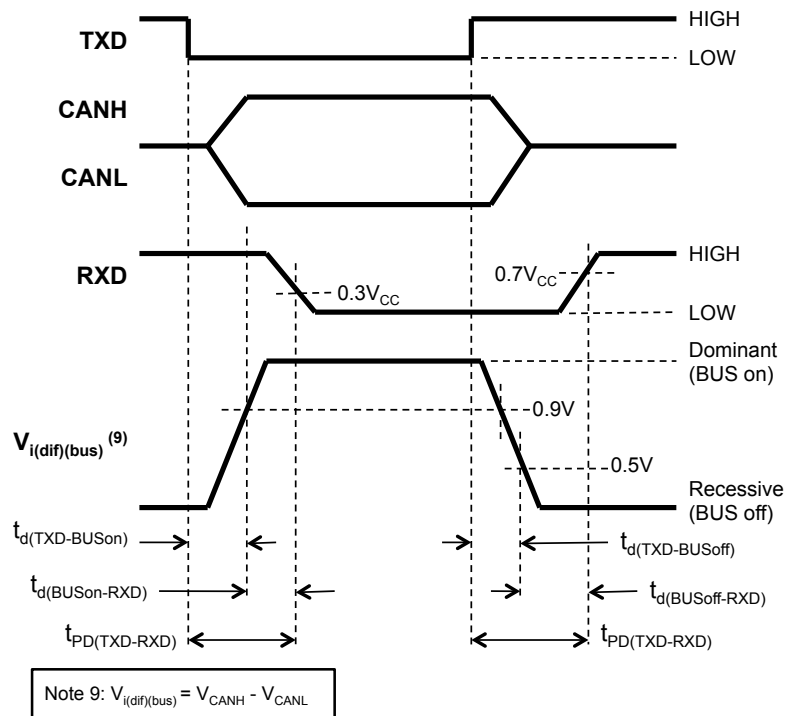 TXD
HIGH
LOW
CANH
CANL
RXD
HIGH
0.7VCC
0.3VCC
LOW
Dominant
(BUS on)
0.9V
Vi(dif)(bus) (9)
0.5V
Recessive
(BUS off)
td(TXD-BUSon)
td(TXD-BUSoff)
td(BUSon-RXD)
td(BUSoff-RXD)
tPD(TXD-RXD)
tPD(TXD-RXD)
Note 9: Vi(dif)(bus) = VCANH - VCANL